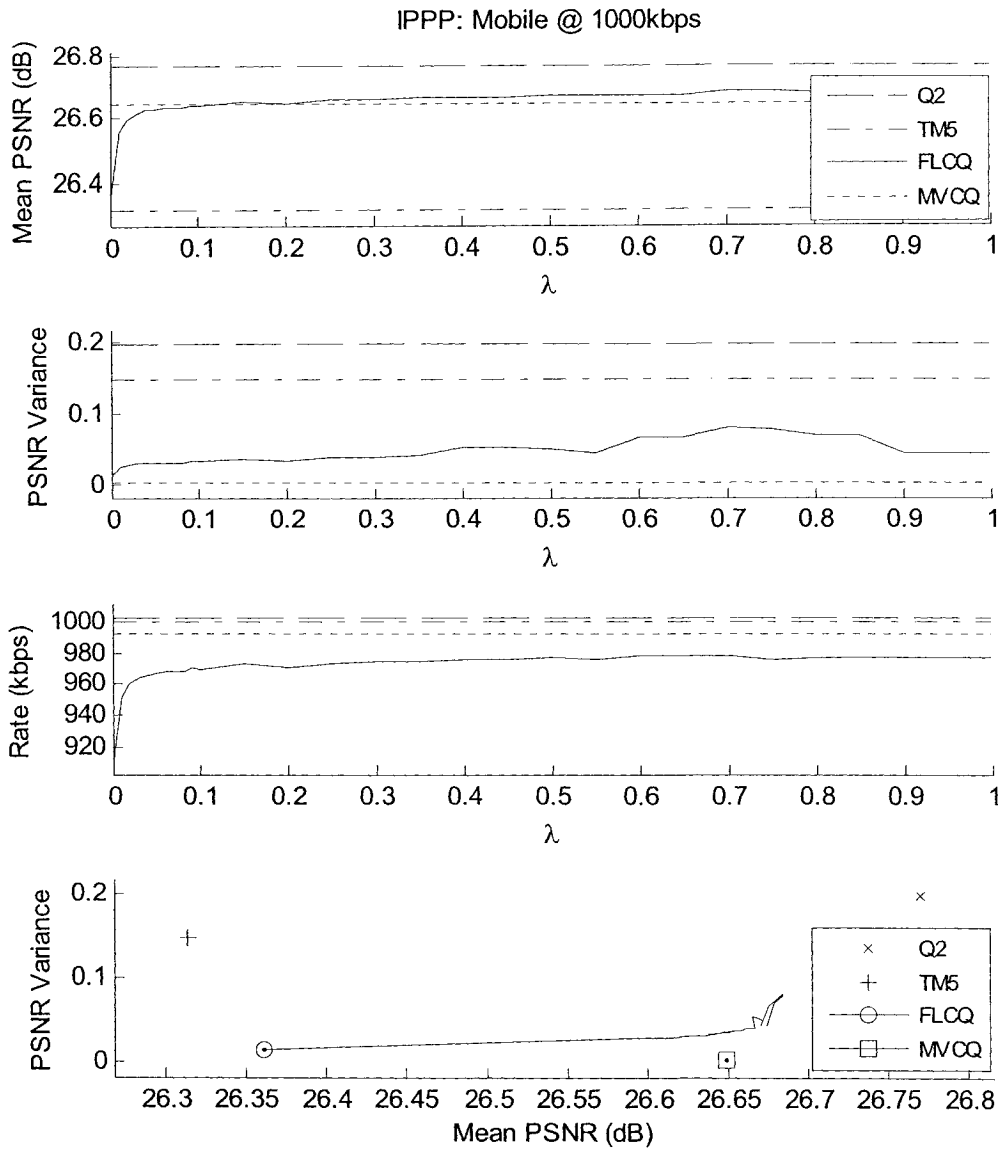 IPPP: Mobile @ 1000kbps
Mean PSNR (dB)
26.8
26.6
26.4
0 0.1 0.2 0.3 0.4 0.5 0.6 0.7 0.8 0.9 1
λ
Q2
TM5
FLCQ
MVCQ
PSNR Variance
0.2
0.1
0
0 0.1 0.2 0.3 0.4 0.5 0.6 0.7 0.8 0.9 1
λ
Rate (kbps)
1000
980
960
940
920
0 0.1 0.2 0.3 0.4 0.5 0.6 0.7 0.8 0.9 1
λ
PSNR Variance
0.2
0.1
0
26.3 26.35 26.4 26.45 26.5 26.55 26.6 26.65 26.7 26.75 26.8
Mean PSNR (dB)
Q2
TM5
FLCQ
MVCQ